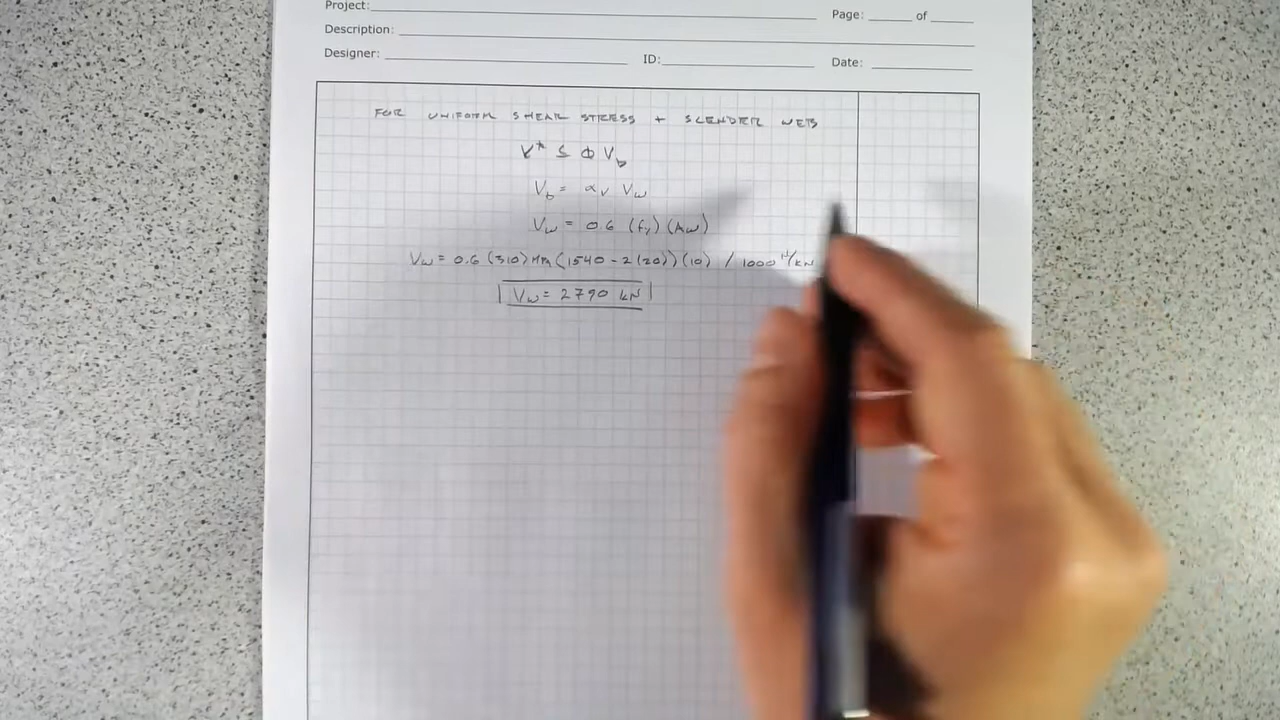 Project:
Page: of
Description:
Designer: ID: Date:
FOR UNIFORM SHEAR STRESS + SLENDER WEBS
V* ≤ Φ Vb
Vb = αv Vw
Vw = 0.6 (fy) (Aw)
Vw = 0.6 (310) MPa (1540 - 2(20)) (10) / 1000 N/kN
Vw = 2790 kN